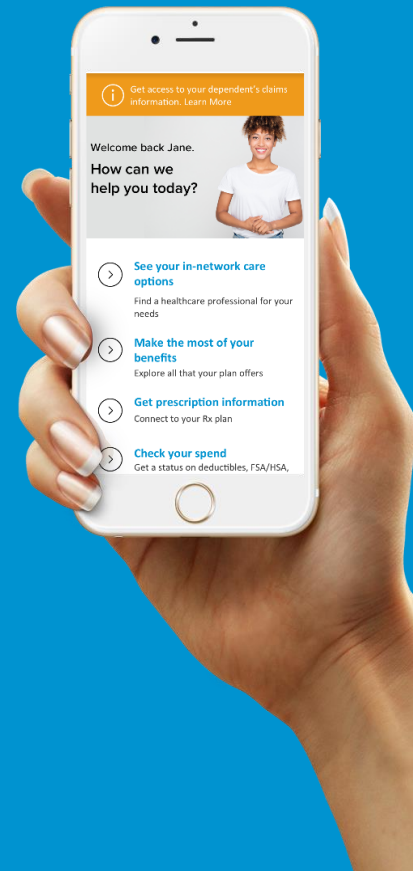 Get access to your dependent's claims
information. Learn More
Welcome back Jane.
How can we
help you today?
See your in-network care
options
Find a healthcare professional for your
needs
Make the most of your
benefits
Explore all that your plan offers
Get prescription information
Connect to your Rx plan
Check your spend
Get a status on deductibles, FSA/HSA,